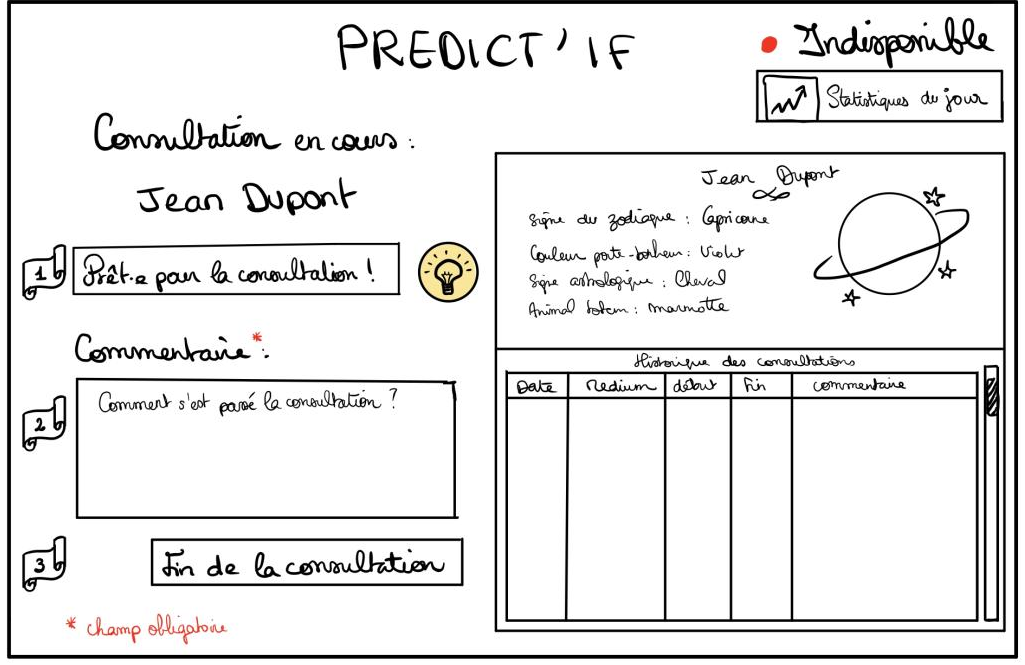 PREDICT'IF
Indisponible
Statistiques du jour
Consultation en cours :
Jean Dupont
1
Prêt·e pour la consultation !
Commentaire* :
2
Comment s'est passé la consultation ?
3
Fin de la consultation
* champ obligatoire
Jean Dupont
Signe du zodiaque : Capricorne
Couleur porte-bonheur : Violet
Signe astrologique : Cheval
Animal totem : marmotte
Historique des consultations
Date Medium début Fin commentaire